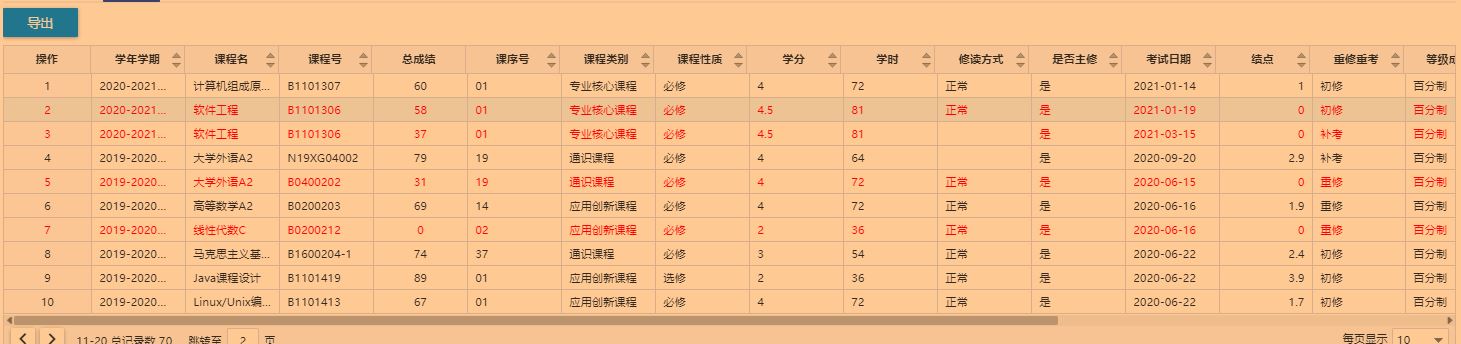 导出
操作 学年学期 课程名 课程号 总成绩 课序号 课程类别 课程性质 学分 学时 修读方式 是否主修 考试日期 绩点 重修重考 等级成
1 2020-2021... 计算机组成原... B1101307 60 01 专业核心课程 必修 4 72 正常 是 2021-01-14 1 初修 百分制
2 2020-2021... 软件工程 B1101306 58 01 专业核心课程 必修 4.5 81 正常 是 2021-01-19 0 初修 百分制
3 2020-2021... 软件工程 B1101306 37 01 专业核心课程 必修 4.5 81 是 2021-03-15 0 补考 百分制
4 2019-2020... 大学外语A2 N19XG04002 79 19 通识课程 必修 4 64 是 2020-09-20 2.9 补考 百分制
5 2019-2020... 大学外语A2 B0400202 31 19 通识课程 必修 4 72 正常 是 2020-06-15 0 重修 百分制
6 2019-2020... 高等数学A2 B0200203 69 14 应用创新课程 必修 4 72 正常 是 2020-06-16 1.9 重修 百分制
7 2019-2020... 线性代数C B0200212 0 02 应用创新课程 必修 2 36 正常 是 2020-06-16 0 重修 百分制
8 2019-2020... 马克思主义基... B1600204-1 74 37 通识课程 必修 3 54 正常 是 2020-06-22 2.4 初修 百分制
9 2019-2020... Java课程设计 B1101419 89 01 应用创新课程 选修 2 36 正常 是 2020-06-22 3.9 初修 百分制
10 2019-2020... Linux/Unix编... B1101413 67 01 应用创新课程 必修 4 72 正常 是 2020-06-22 1.7 初修 百分制
11-20 总记录数 70 跳转至 2 页 每页显示 10